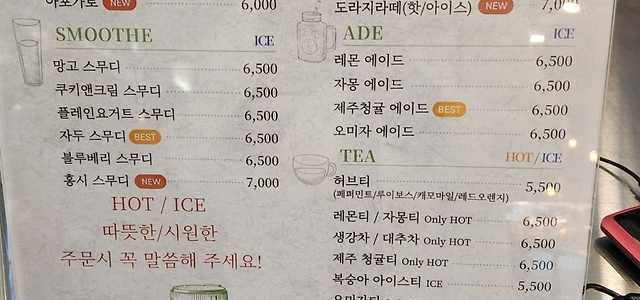 아포가토 NEW 6,000
SMOOTHE ICE
망고 스무디 6,500
쿠키앤크림 스무디 6,500
플레인요거트 스무디 6,500
자두 스무디 BEST 6,500
블루베리 스무디 6,500
홍시 스무디 NEW 7,000
HOT / ICE
따뜻한/시원한
주문시 꼭 말씀해 주세요!
도라지라떼(핫/아이스) NEW 7,000
ADE ICE
레몬 에이드 6,500
자몽 에이드 6,500
제주청귤 에이드 BEST 6,500
오미자 에이드 6,500
TEA HOT/ICE
허브티 5,500
(페퍼민트/루이보스/캐모마일/레드오렌지)
레몬티 / 자몽티 Only HOT 6,500
생강차 / 대추차 Only HOT 6,500
제주 청귤티 Only HOT 6,500
복숭아 아이스티 ICE 5,500